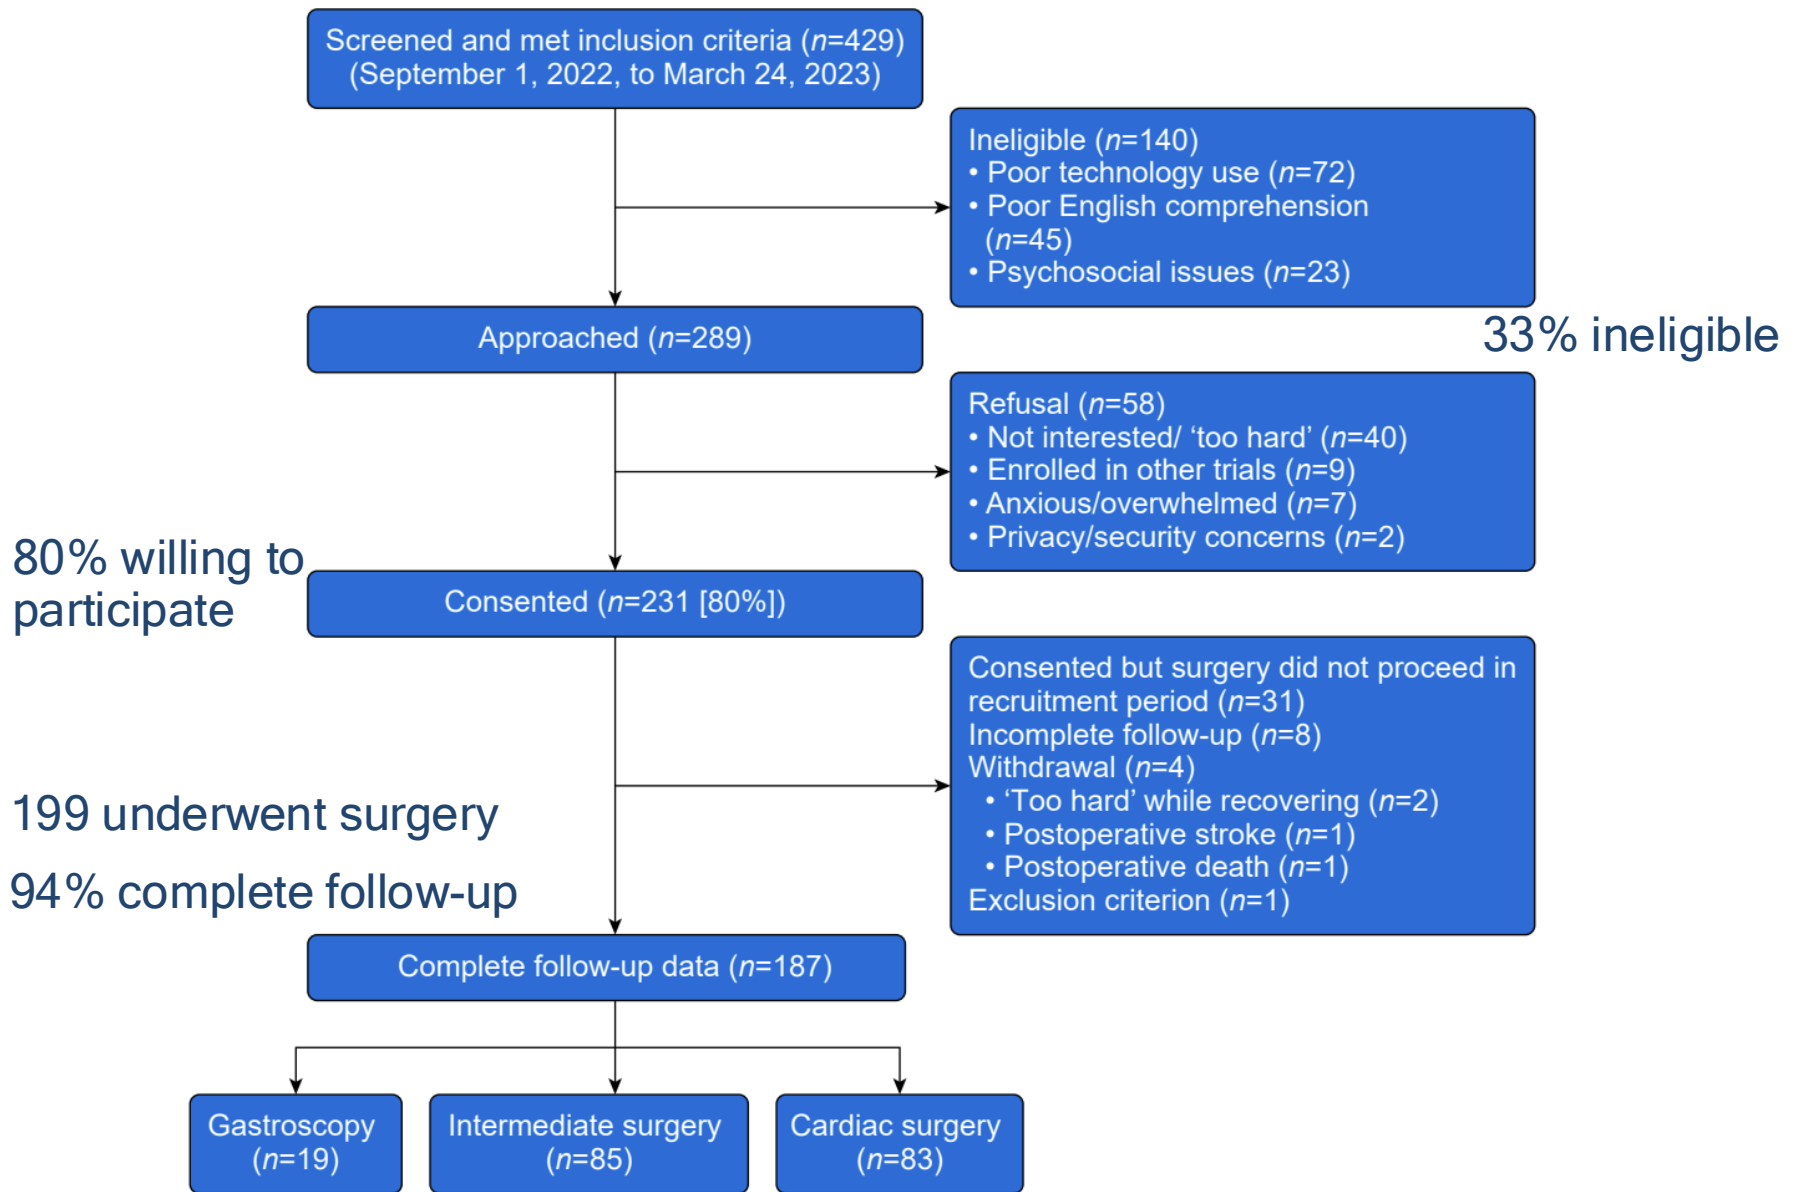 Screened and met inclusion criteria (n=429)
(September 1, 2022, to March 24, 2023)
Ineligible (n=140)
• Poor technology use (n=72)
• Poor English comprehension
(n=45)
• Psychosocial issues (n=23)
Approached (n=289)
33% ineligible
Refusal (n=58)
• Not interested/ ‘too hard’ (n=40)
• Enrolled in other trials (n=9)
• Anxious/overwhelmed (n=7)
• Privacy/security concerns (n=2)
80% willing to
participate
Consented (n=231 [80%])
Consented but surgery did not proceed in
recruitment period (n=31)
Incomplete follow-up (n=8)
Withdrawal (n=4)
• ‘Too hard’ while recovering (n=2)
• Postoperative stroke (n=1)
• Postoperative death (n=1)
Exclusion criterion (n=1)
199 underwent surgery
94% complete follow-up
Complete follow-up data (n=187)
Gastroscopy
(n=19)
Intermediate surgery
(n=85)
Cardiac surgery
(n=83)